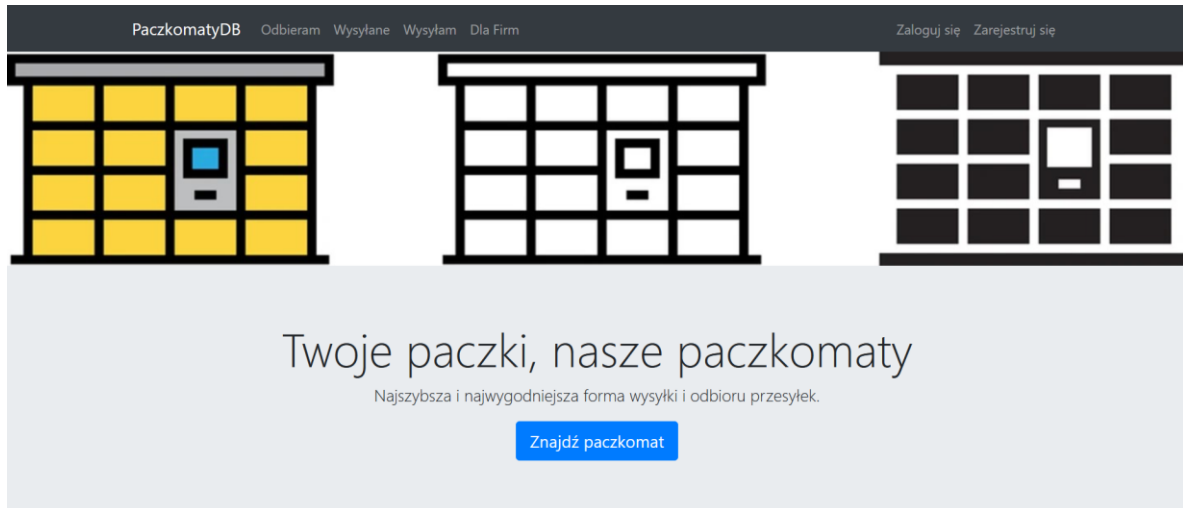 PaczkomatyDB Odbieram Wysyłane Wysyłam Dla Firm Zaloguj się Zarejestruj się
Twoje paczki, nasze paczkomaty
Najszybsza i najwygodniejsza forma wysyłki i odbioru przesyłek.
Znajdź paczkomat